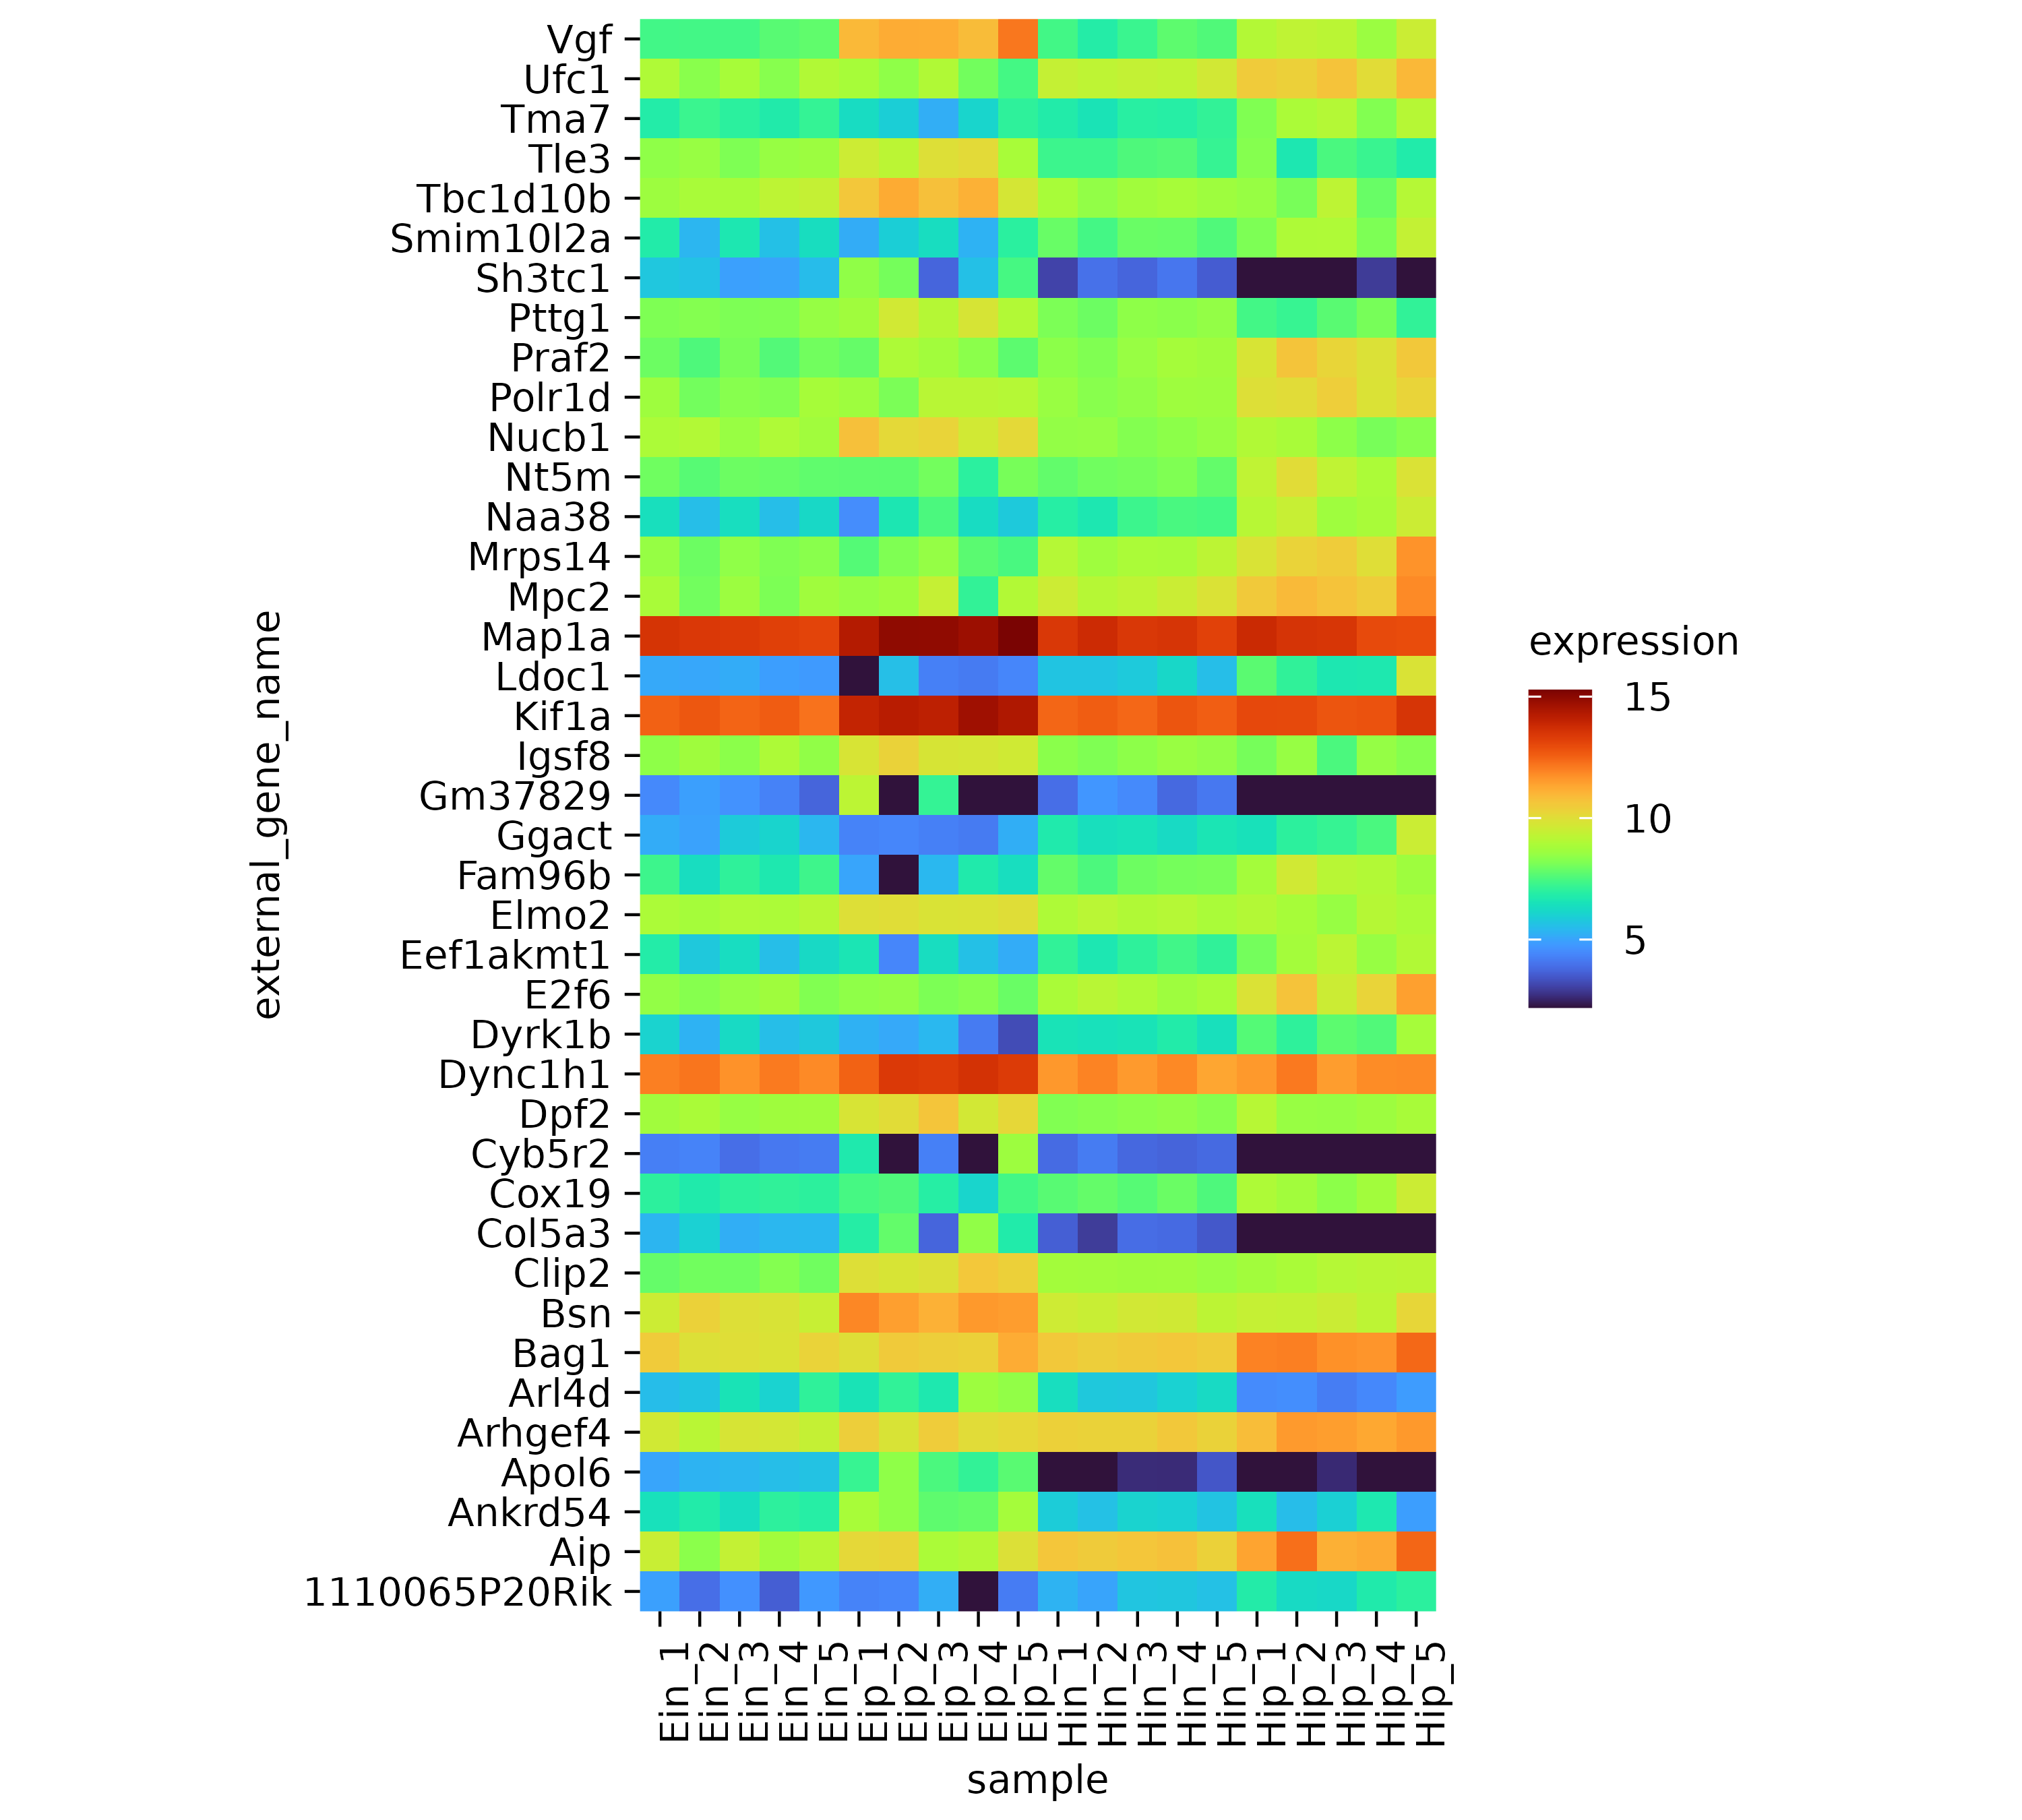 Vgf
Ufc1
Tma7
Tle3
Tbc1d10b
Smim10l2a
Sh3tc1
Pttg1
Praf2
Polr1d
Nucb1
Nt5m
Naa38
Mrps14
Mpc2
Map1a
Ldoc1
Kif1a
Igsf8
Gm37829
Ggact
Fam96b
Elmo2
Eef1akmt1
E2f6
Dyrk1b
Dync1h1
Dpf2
Cyb5r2
Cox19
Col5a3
Clip2
Bsn
Bag1
Arl4d
Arhgef4
Apol6
Ankrd54
Aip
1110065P20Rik
external_gene_name
Ein_1
Ein_2
Ein_3
Ein_4
Ein_5
Eip_1
Eip_2
Eip_3
Eip_4
Eip_5
Hin_1
Hin_2
Hin_3
Hin_4
Hin_5
Hip_1
Hip_2
Hip_3
Hip_4
Hip_5
sample
expression
15
10
5